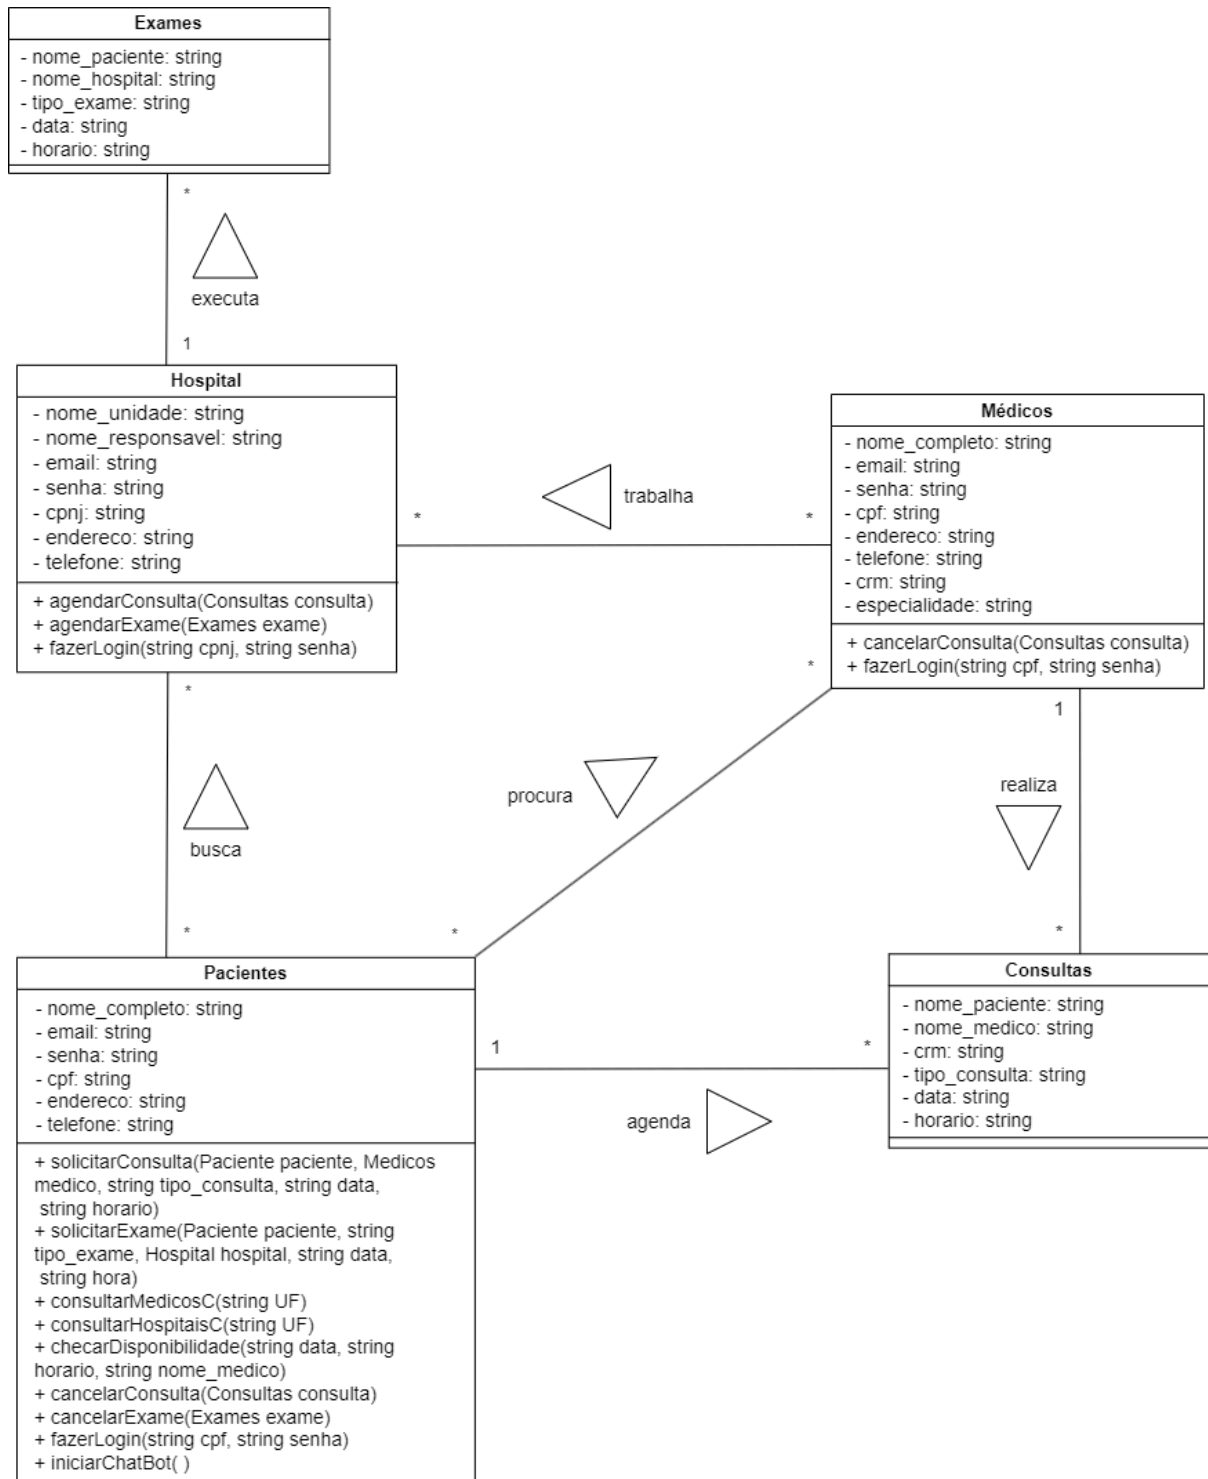 Exames
- nome_paciente: string
- nome_hospital: string
- tipo_exame: string
- data: string
- horario: string
*
executa
1
Hospital
- nome_unidade: string
- nome_responsavel: string
- email: string
- senha: string
- cpnj: string
- endereco: string
- telefone: string
+ agendarConsulta(Consultas consulta)
+ agendarExame(Exames exame)
+ fazerLogin(string cpnj, string senha)
*
trabalha
*
Médicos
- nome_completo: string
- email: string
- senha: string
- cpf: string
- endereco: string
- telefone: string
- crm: string
- especialidade: string
+ cancelarConsulta(Consultas consulta)
+ fazerLogin(string cpf, string senha)
*
busca
*
*
procura
*
1
realiza
*
Pacientes
- nome_completo: string
- email: string
- senha: string
- cpf: string
- endereco: string
- telefone: string
+ solicitarConsulta(Paciente paciente, Medicos
medico, string tipo_consulta, string data,
string horario)
+ solicitarExame(Paciente paciente, string
tipo_exame, Hospital hospital, string data,
string hora)
+ consultarMedicosC(string UF)
+ consultarHospitaisC(string UF)
+ checarDisponibilidade(string data, string
horario, string nome_medico)
+ cancelarConsulta(Consultas consulta)
+ cancelarExame(Exames exame)
+ fazerLogin(string cpf, string senha)
+ iniciarChatBot( )
1
agenda
*
Consultas
- nome_paciente: string
- nome_medico: string
- crm: string
- tipo_consulta: string
- data: string
- horario: string